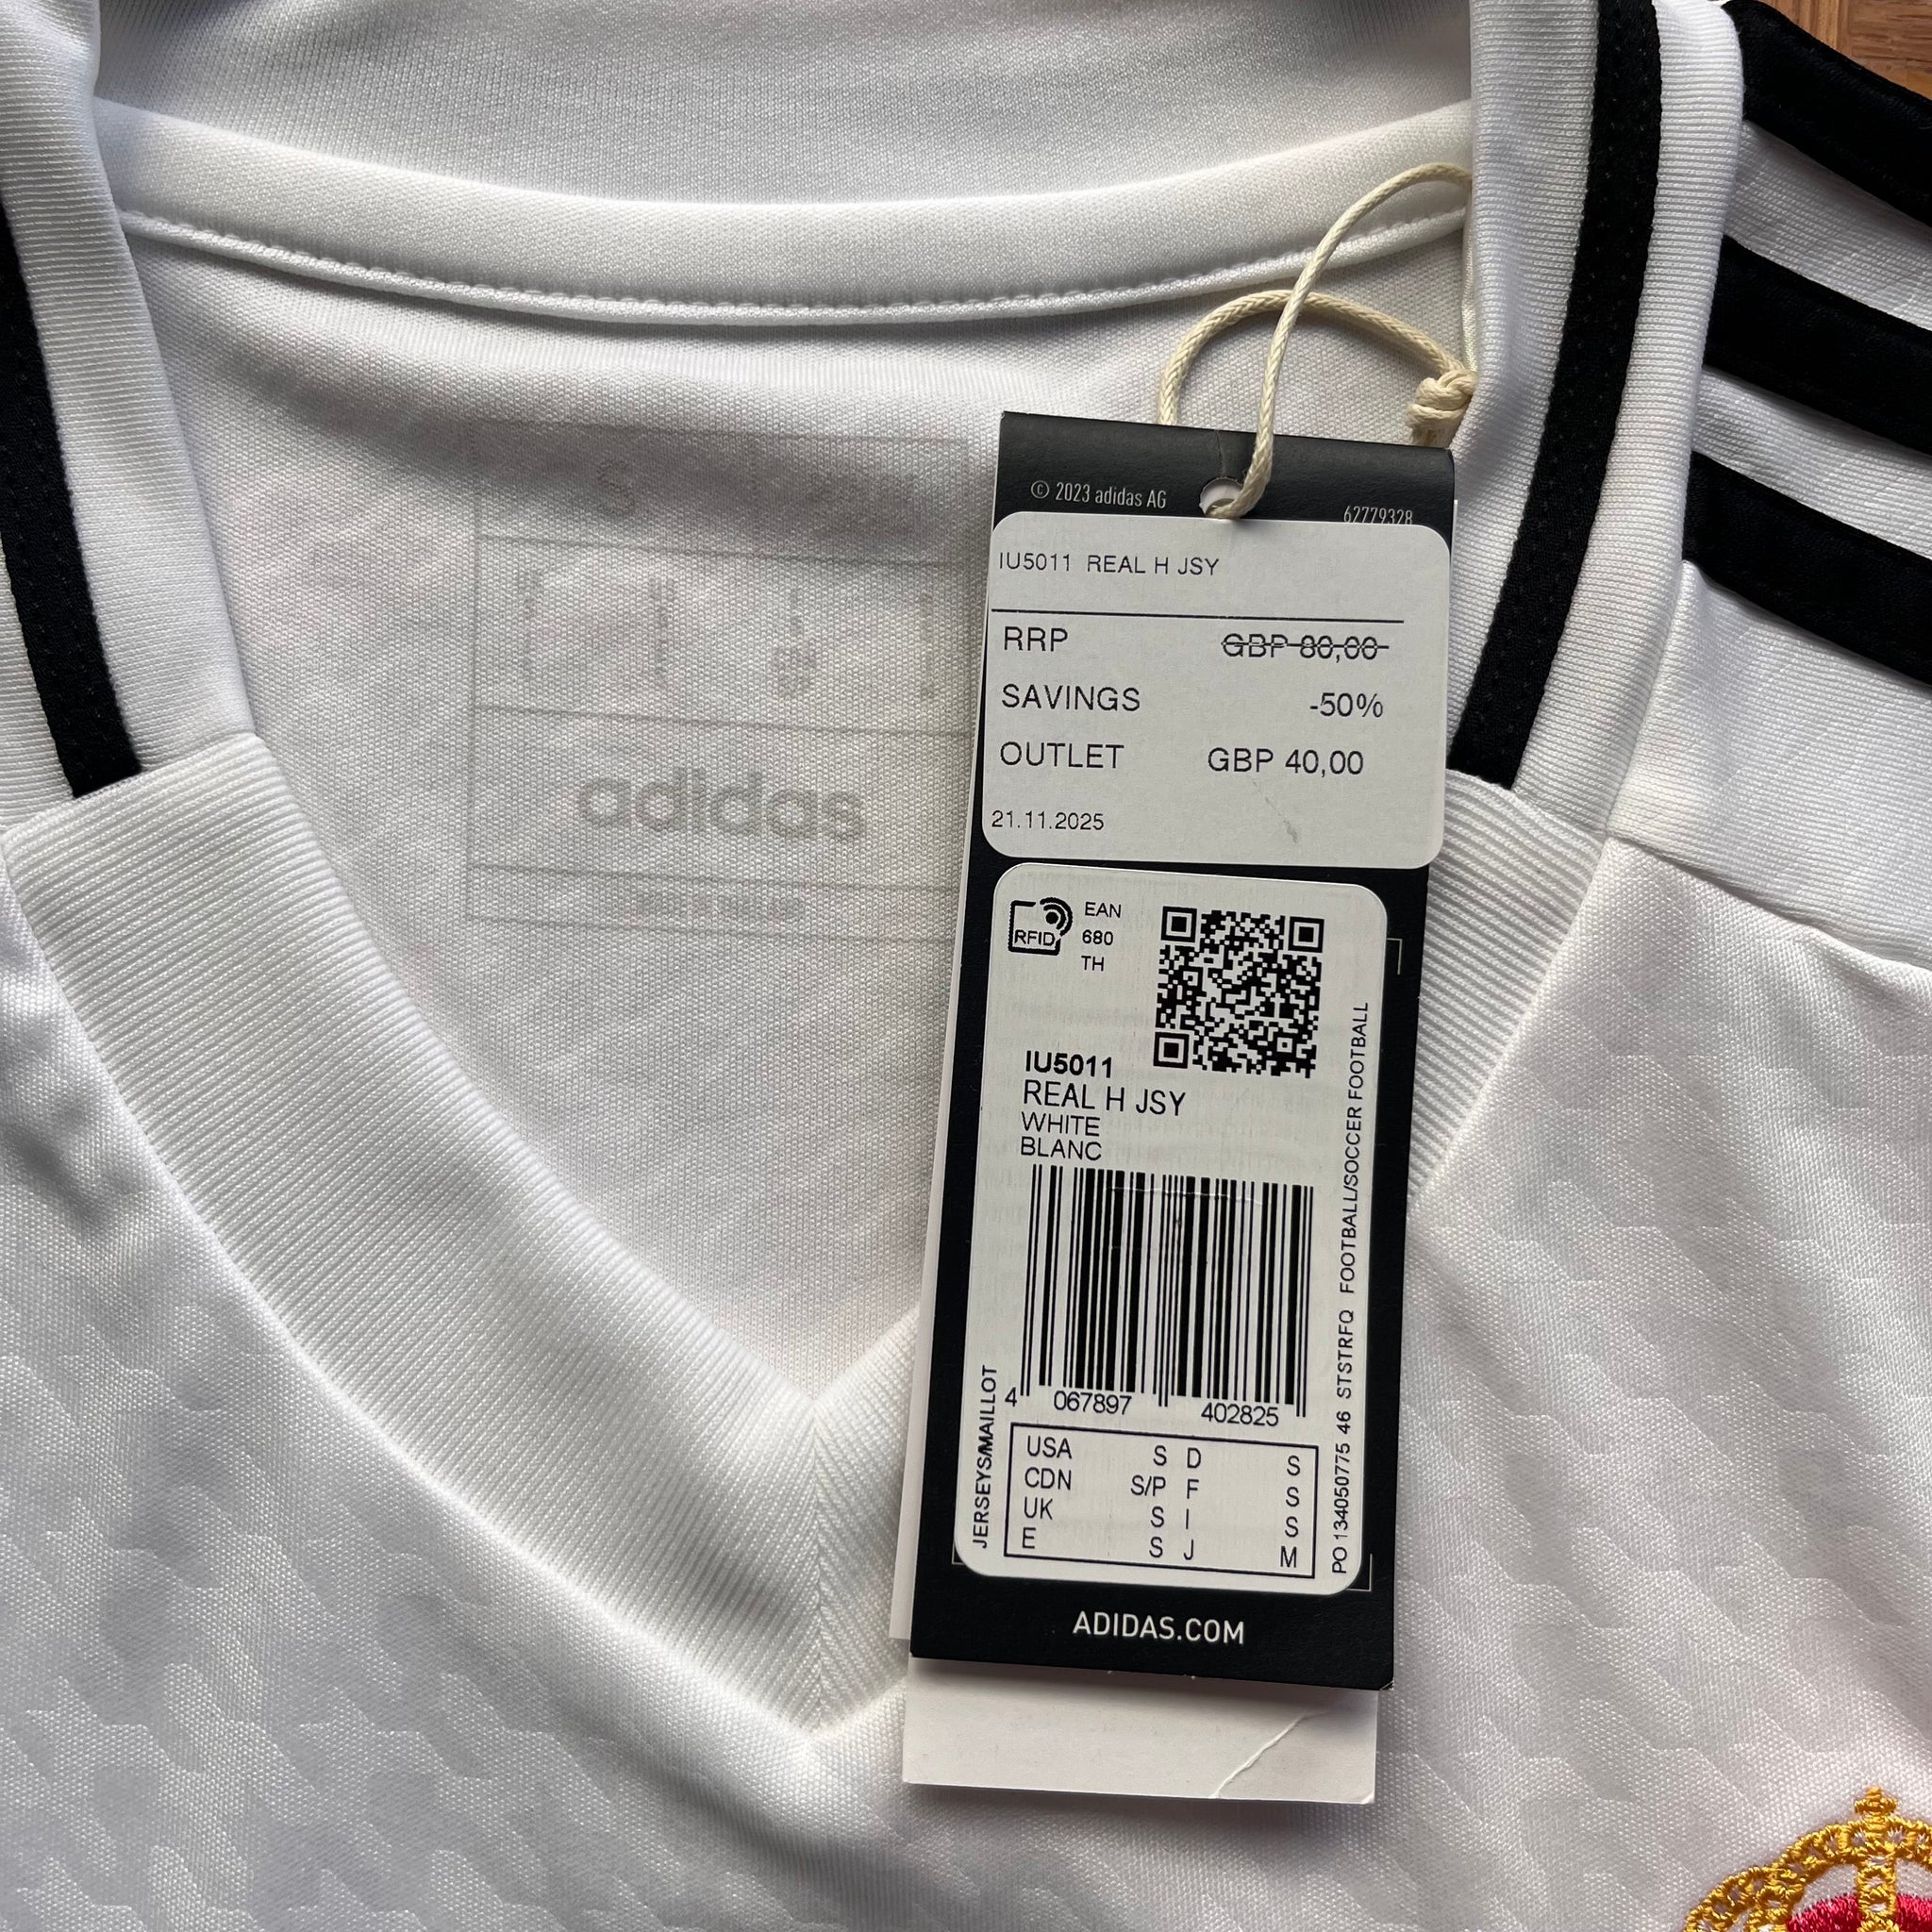 © 2023 adidas AG
62779328
IU5011 REAL H JSY
RRP GBP 80,00
SAVINGS -50%
OUTLET GBP 40,00
21.11.2025
RFID
EAN
680
TH
IU5011
REAL H JSY
WHITE
BLANC
4 067897 402825
USA S D S
CDN S/P F S
UK S I S
E S J M
JERSEYS/MAILLOT
PO 134050775 46 STSTRFQ FOOTBALL/SOCCER FOOTBALL
ADIDAS.COM
S
adidas